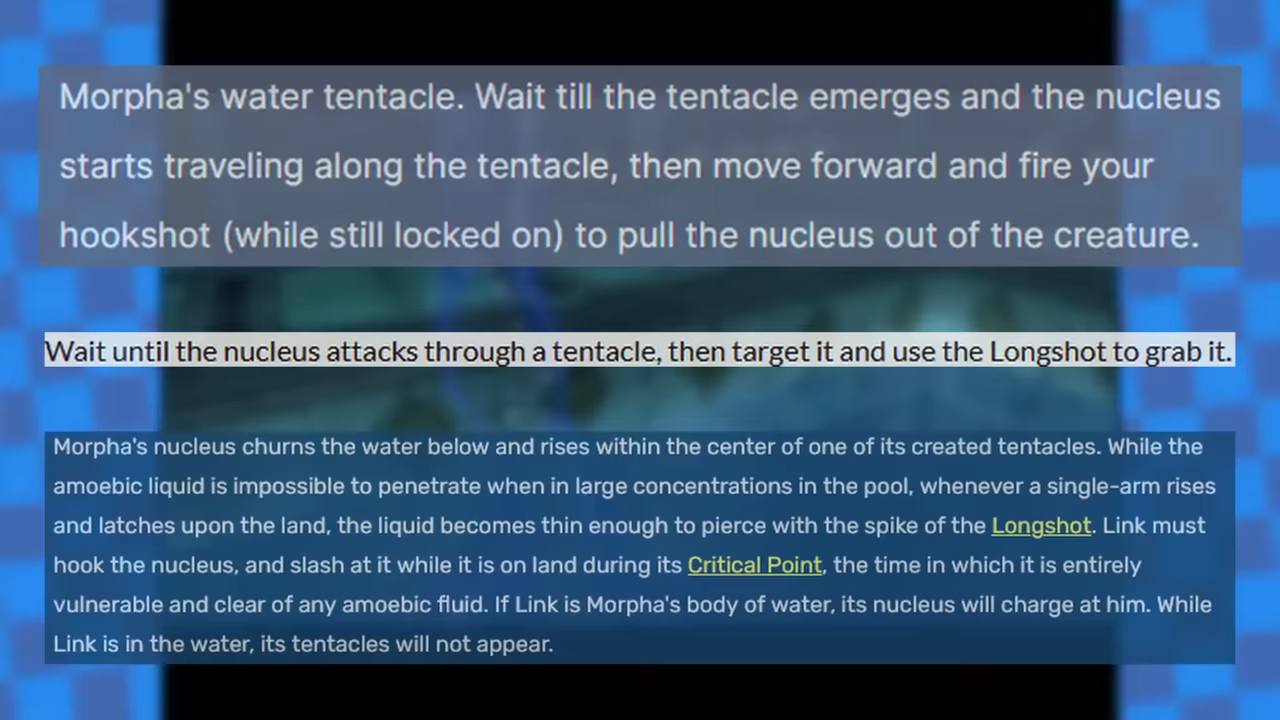 Morpha's water tentacle. Wait till the tentacle emerges and the nucleus
starts traveling along the tentacle, then move forward and fire your
hookshot (while still locked on) to pull the nucleus out of the creature.
Wait until the nucleus attacks through a tentacle, then target it and use the Longshot to grab it.
Morpha's nucleus churns the water below and rises within the center of one of its created tentacles. While the
amoebic liquid is impossible to penetrate when in large concentrations in the pool, whenever a single-arm rises
and latches upon the land, the liquid becomes thin enough to pierce with the spike of the Longshot. Link must
hook the nucleus, and slash at it while it is on land during its Critical Point, the time in which it is entirely
vulnerable and clear of any amoebic fluid. If Link is Morpha's body of water, its nucleus will charge at him. While
Link is in the water, its tentacles will not appear.